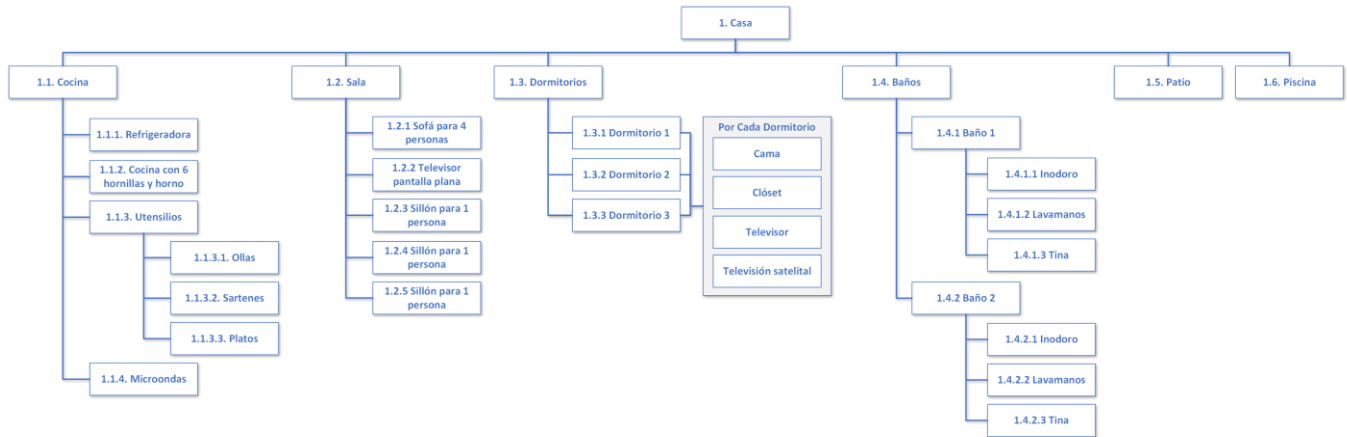 1. Casa
1.1. Cocina
1.1.1. Refrigeradora
1.1.2. Cocina con 6
hornillas y horno
1.1.3. Utensilios
1.1.3.1. Ollas
1.1.3.2. Sartenes
1.1.3.3. Platos
1.1.4. Microondas
1.2. Sala
1.2.1 Sofá para 4
personas
1.2.2 Televisor
pantalla plana
1.2.3 Sillón para 1
persona
1.2.4 Sillón para 1
persona
1.2.5 Sillón para 1
persona
1.3. Dormitorios
1.3.1 Dormitorio 1
1.3.2 Dormitorio 2
1.3.3 Dormitorio 3
Por Cada Dormitorio
Cama
Clóset
Televisor
Televisión satelital
1.4. Baños
1.4.1 Baño 1
1.4.1.1 Inodoro
1.4.1.2 Lavamanos
1.4.1.3 Tina
1.4.2 Baño 2
1.4.2.1 Inodoro
1.4.2.2 Lavamanos
1.4.2.3 Tina
1.5. Patio
1.6. Piscina